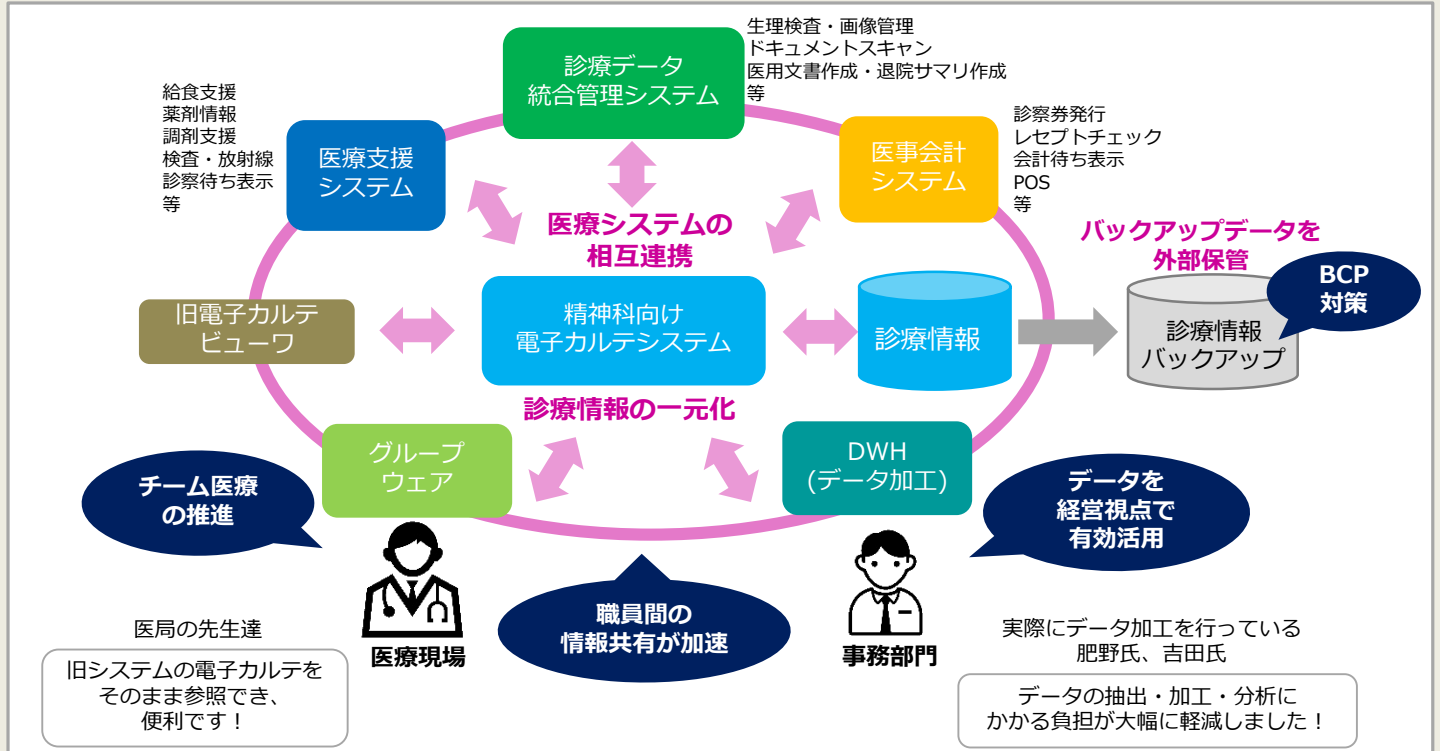 生理検査・画像管理
ドキュメントスキャン
医用文書作成・退院サマリ作成
等
診療データ
統合管理システム
給食支援
薬剤情報
調剤支援
検査・放射線
診察待ち表示
等
医療支援
システム
医事会計
システム
診察券発行
レセプトチェック
会計待ち表示
POS
等
医療システムの
相互連携
バックアップデータを
外部保管
BCP
対策
旧電子カルテ
ビューワ
精神科向け
電子カルテシステム
診療情報
診療情報
バックアップ
診療情報の一元化
グループ
ウェア
DWH
(データ加工)
チーム医療
の推進
データを
経営視点で
有効活用
職員間の
情報共有が加速
医療現場
事務部門
医局の先生達
旧システムの電子カルテを
そのまま参照でき、
便利です！
実際にデータ加工を行っている
肥野氏、吉田氏
データの抽出・加工・分析に
かかる負担が大幅に軽減しました！